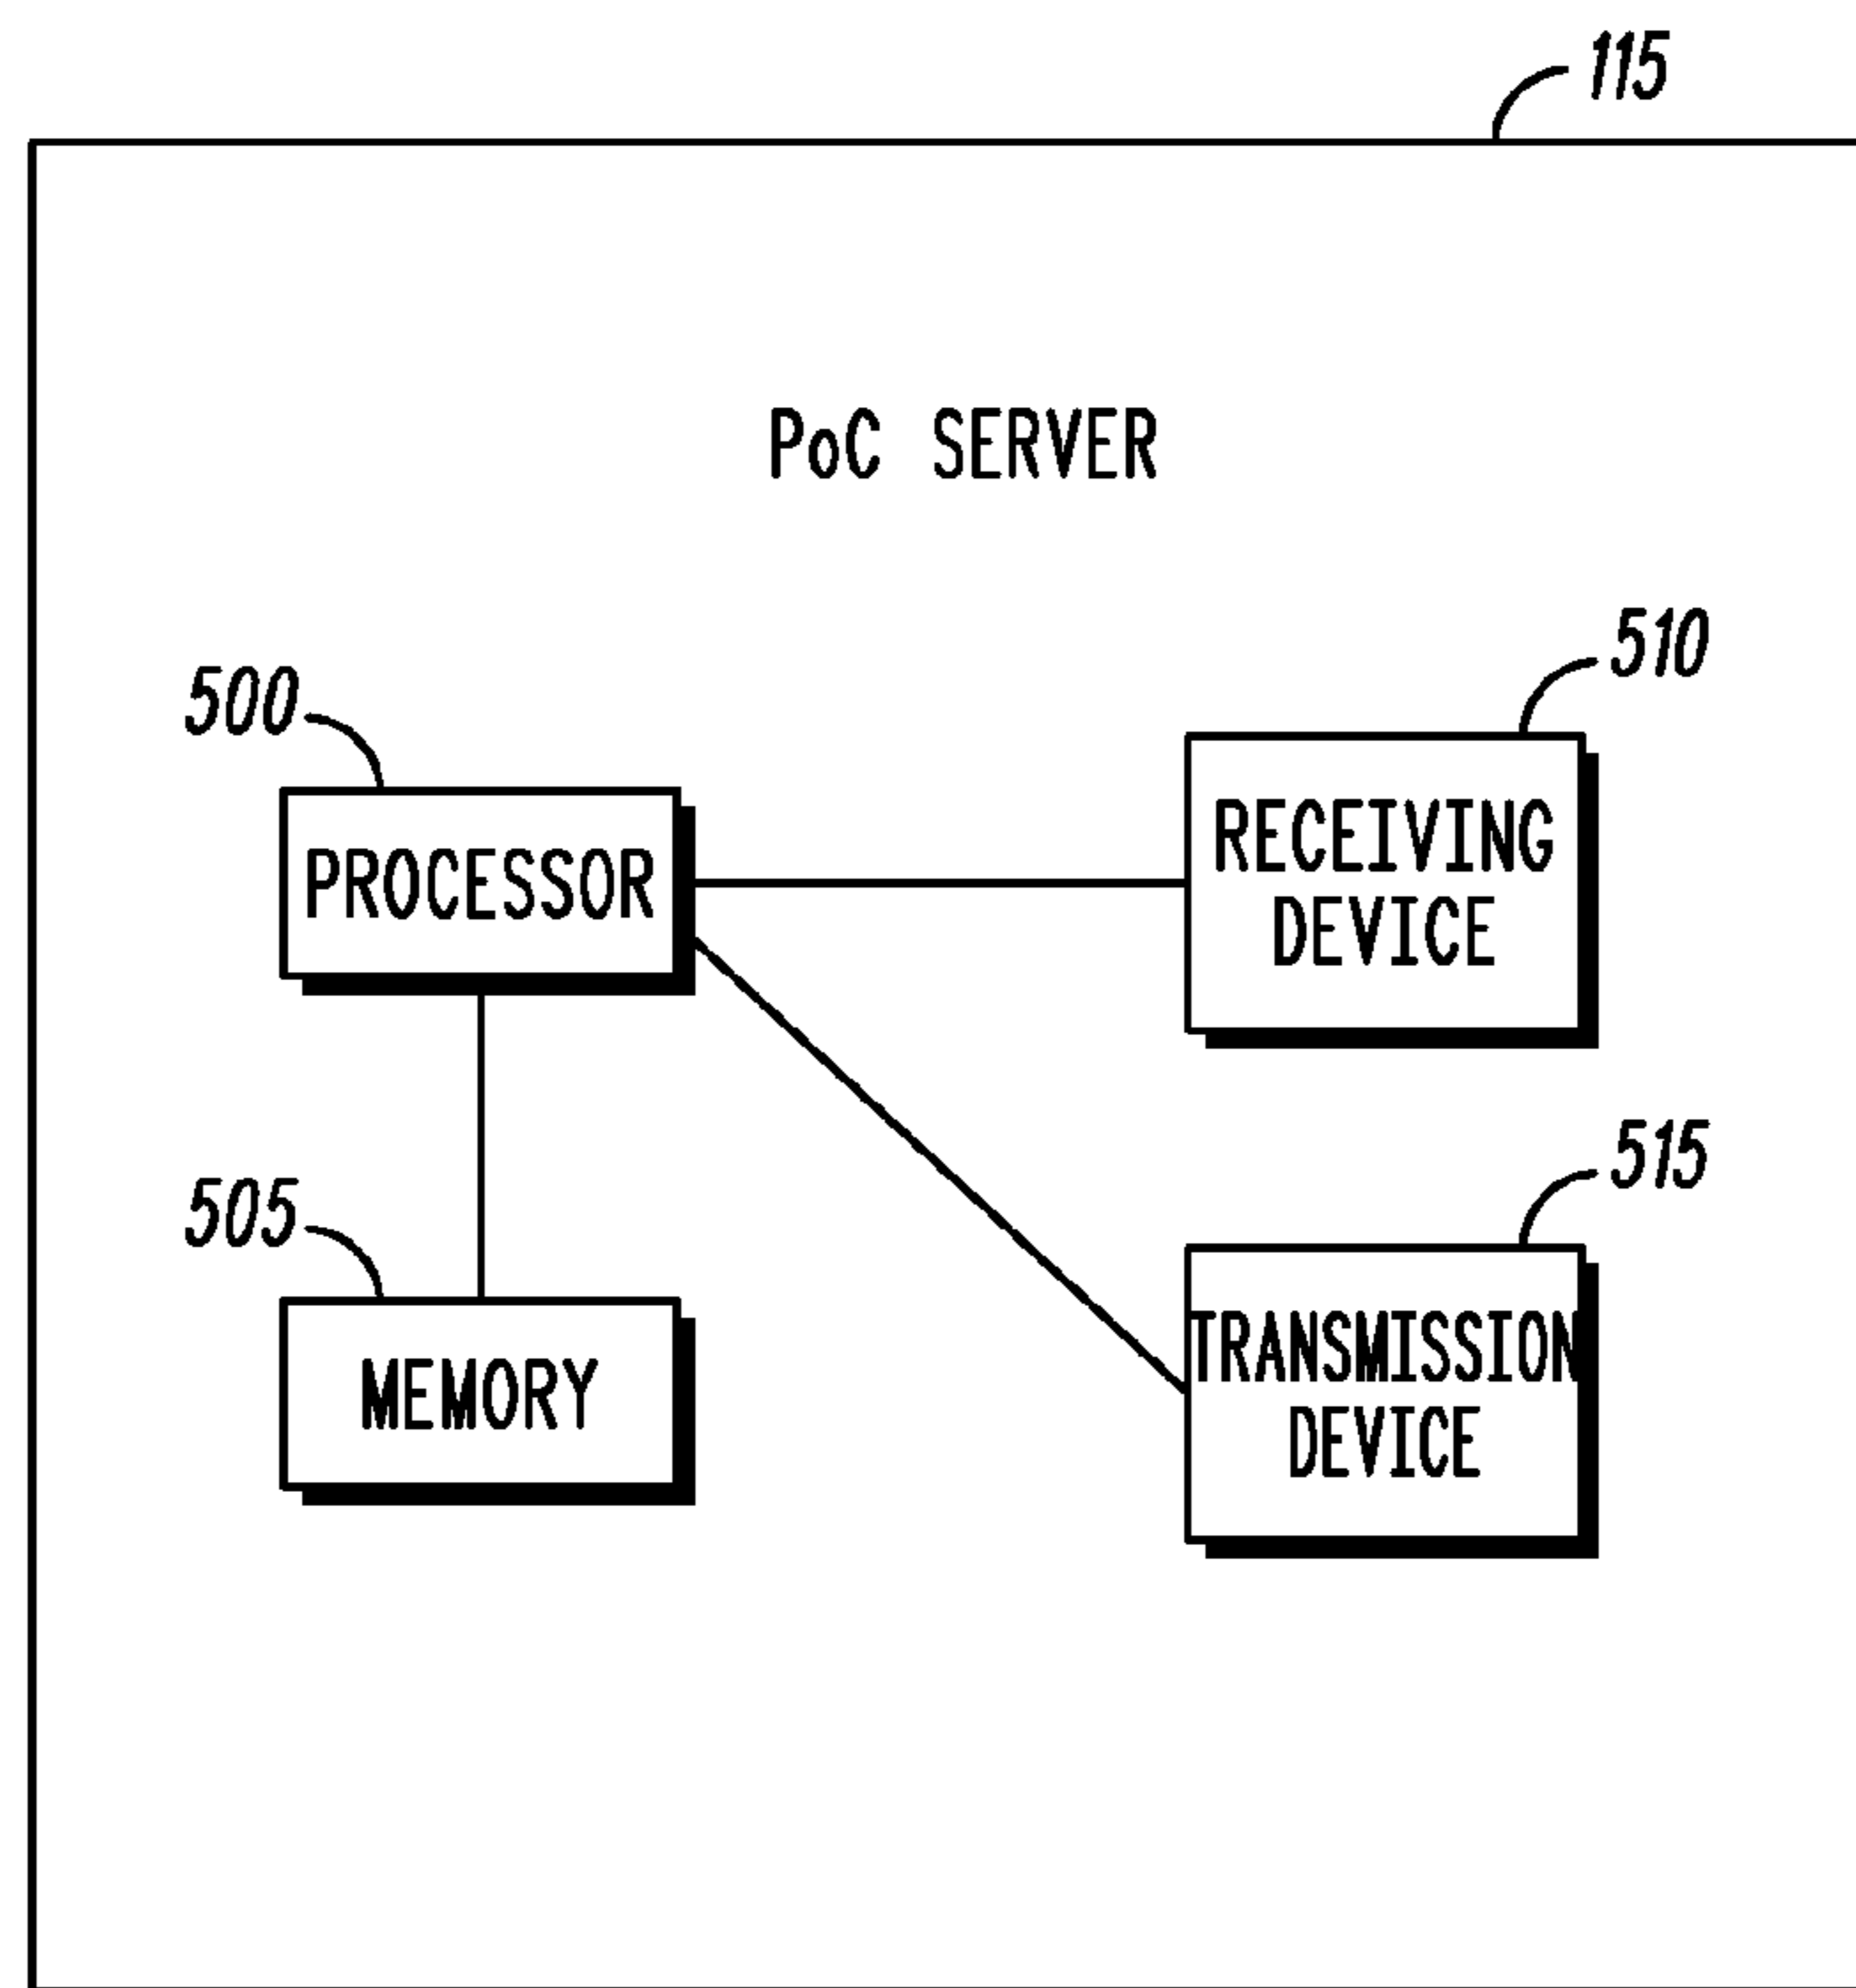 115
PoC SERVER
500
PROCESSOR
510
RECEIVING
DEVICE
505
MEMORY
515
TRANSMISSION
DEVICE